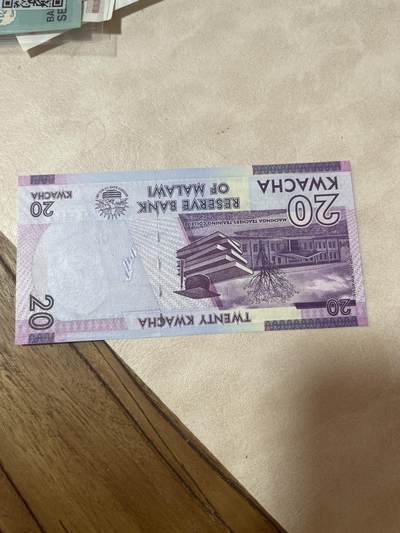 RESERVE BANK
OF MALAWI
KWACHA
20
20
KWACHA
MACHINGA TEACHERS TRAINING COLLEGE
20
TWENTY KWACHA
20